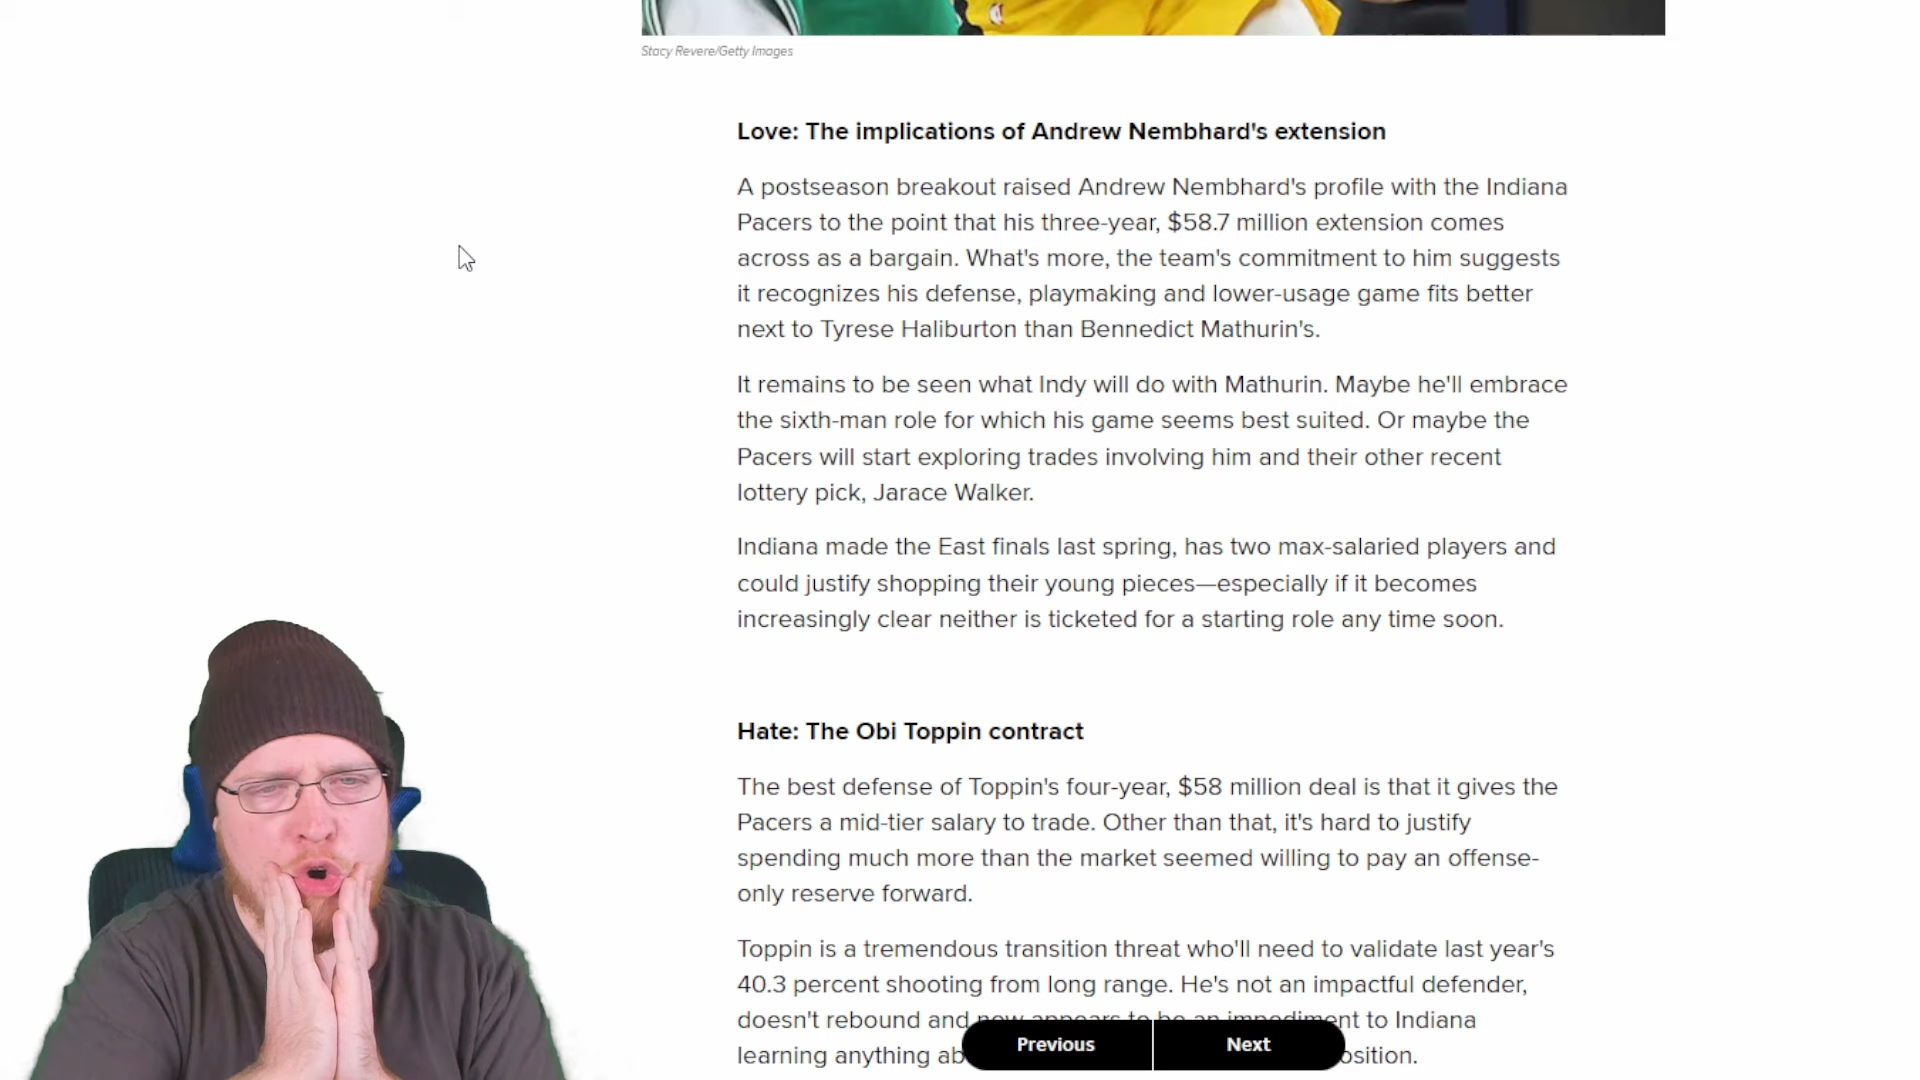 Stacy Revere/Getty Images
Love: The implications of Andrew Nembhard's extension
A postseason breakout raised Andrew Nembhard's profile with the Indiana
Pacers to the point that his three-year, $58.7 million extension comes
across as a bargain. What's more, the team's commitment to him suggests
it recognizes his defense, playmaking and lower-usage game fits better
next to Tyrese Haliburton than Bennedict Mathurin's.
It remains to be seen what Indy will do with Mathurin. Maybe he'll embrace
the sixth-man role for which his game seems best suited. Or maybe the
Pacers will start exploring trades involving him and their other recent
lottery pick, Jarace Walker.
Indiana made the East finals last spring, has two max-salaried players and
could justify shopping their young pieces—especially if it becomes
increasingly clear neither is ticketed for a starting role any time soon.
Hate: The Obi Toppin contract
The best defense of Toppin's four-year, $58 million deal is that it gives the
Pacers a mid-tier salary to trade. Other than that, it's hard to justify
spending much more than the market seemed willing to pay an offense-
only reserve forward.
Toppin is a tremendous transition threat who'll need to validate last year's
40.3 percent shooting from long range. He's not an impactful defender,
doesn't rebound and now appears to be an impediment to Indiana
learning anything
Previous
Next